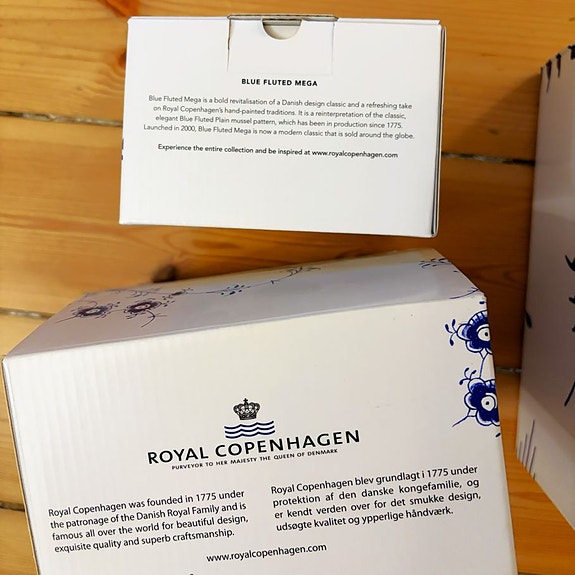 BLUE FLUTED MEGA
Blue Fluted Mega is a bold revitalisation of a Danish design classic and a refreshing take
on Royal Copenhagen's hand-painted traditions. It is a reinterpretation of the classic,
elegant Blue Fluted Plain mussel pattern, which has been in production since 1775.
Launched in 2000, Blue Fluted Mega is now a modern classic that is sold around the globe.
Experience the entire collection and be inspired at www.royalcopenhagen.com
ROYAL COPENHAGEN
PURVEYOR TO HER MAJESTY THE QUEEN OF DENMARK
Royal Copenhagen was founded in 1775 under
the patronage of the Danish Royal Family and is
famous all over the world for beautiful design,
exquisite quality and superb craftsmanship.
Royal Copenhagen blev grundlagt i 1775 under
protektion af den danske kongefamilie, og
er kendt verden over for det smukke design,
udsøgte kvalitet og ypperlige håndværk.
www.royalcopenhagen.com